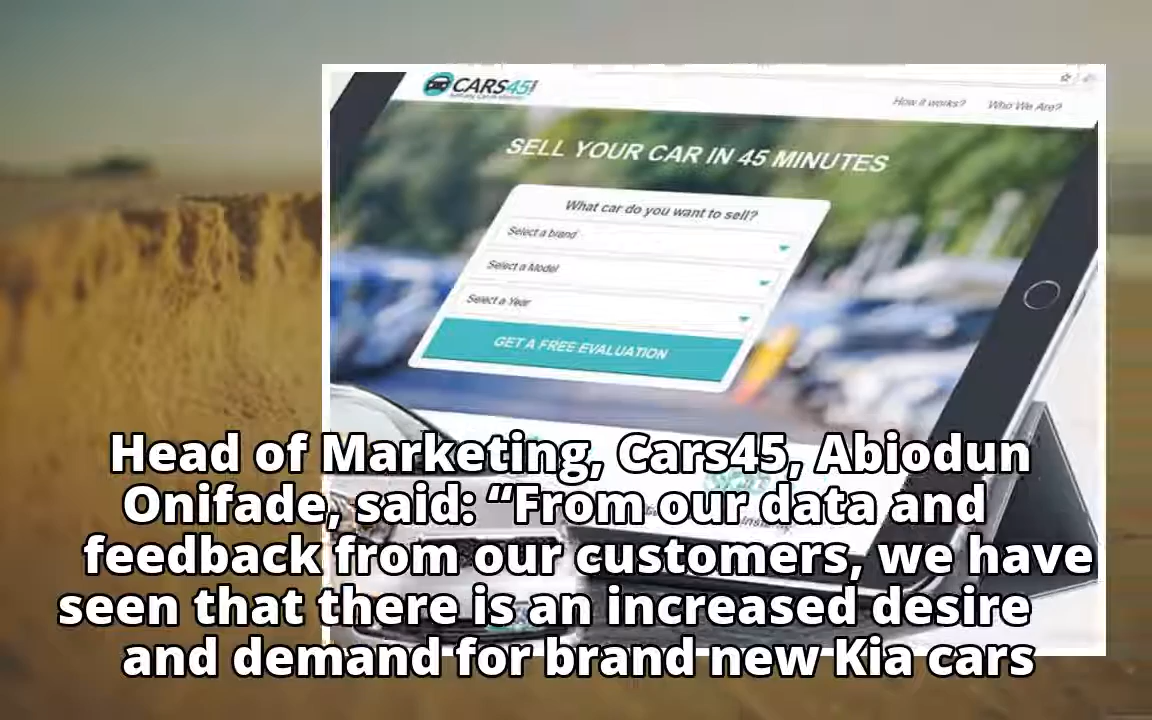 CARS45
How it works?
Who We Are?
SELL YOUR CAR IN 45 MINUTES
What car do you want to sell?
Select a brand
Select a Model
Select a Year
GET A FREE EVALUATION
Head of Marketing, Cars45, Abiodun
Onifade, said: “From our data and
feedback from our customers, we have
seen that there is an increased desire
and demand for brand new Kia cars